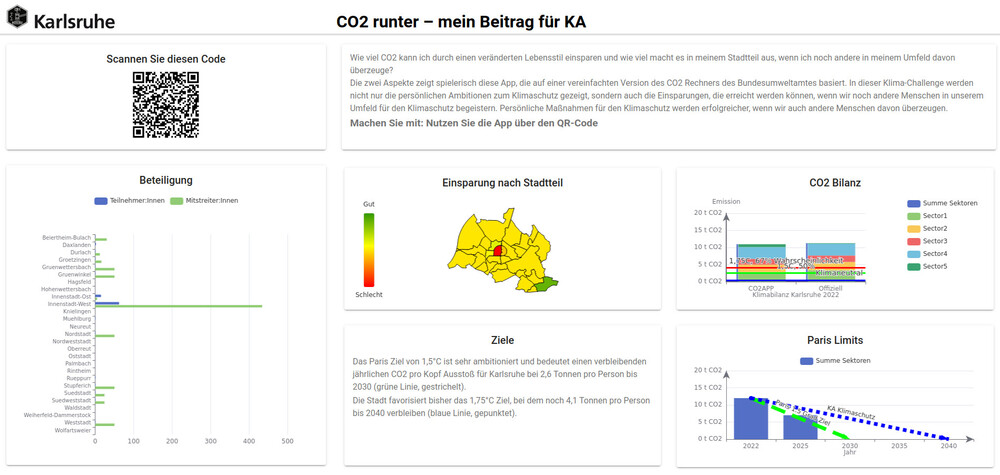 Karlsruhe
CO2 runter – mein Beitrag für KA
Scannen Sie diesen Code
Wie viel CO2 kann ich durch einen veränderten Lebensstil einsparen und wie viel macht es in meinem Stadtteil aus, wenn ich noch andere in meinem Umfeld davon
überzeuge?
Die zwei Aspekte zeigt spielerisch diese App, die auf einer vereinfachten Version des CO2 Rechners des Bundesumweltamtes basiert. In dieser Klima-Challenge werden
nicht nur die persönlichen Ambitionen zum Klimaschutz gezeigt, sondern auch die Einsparungen, die erreicht werden können, wenn wir noch andere Menschen in unserem
Umfeld für den Klimaschutz begeistern. Persönliche Maßnahmen für den Klimaschutz werden erfolgreicher, wenn wir auch andere Menschen davon überzeugen.
Machen Sie mit: Nutzen Sie die App über den QR-Code
Beteiligung
Teilnehmer:Innen Mitstreiter:Innen
Beiertheim-Bulach
Daxlanden
Durlach
Groetzingen
Gruenwettersbach
Gruenwinkel
Hagsfeld
Hohenwettersbach
Innenstadt-Ost
Innenstadt-West
Knielingen
Muehlburg
Neureut
Nordstadt
Nordweststadt
Oberreut
Oststadt
Palmbach
Rintheim
Rueppurr
Stupferich
Suedstadt
Suedweststadt
Waldstadt
Weiherfeld-Dammerstock
Weststadt
Wolfartsweier
0 100 200 300 400 500
Einsparung nach Stadtteil
Gut
Schlecht
CO2 Bilanz
Emission
20 t CO2
15 t CO2
10 t CO2
5 t CO2
0 t CO2
Klimaneutral
CO2APP Offiziell
Klimabilanz Karlsruhe 2022
Summe Sektoren
Sector1
Sector2
Sector3
Sector4
Sector5
Ziele
Das Paris Ziel von 1,5°C ist sehr ambitioniert und bedeutet einen verbleibenden
jährlichen CO2 pro Kopf Ausstoß für Karlsruhe bei 2,6 Tonnen pro Person bis
2030 (grüne Linie, gestrichelt).
Die Stadt favorisiert bisher das 1,75°C Ziel, bei dem noch 4,1 Tonnen pro Person
bis 2040 verbleiben (blaue Linie, gepunktet).
Paris Limits
Summe Sektoren
20 t CO2
15 t CO2
10 t CO2
5 t CO2
0 t CO2
KA Klimaschutz
Paris Ziel
2022 2025 2030 2035 2040
Jahr